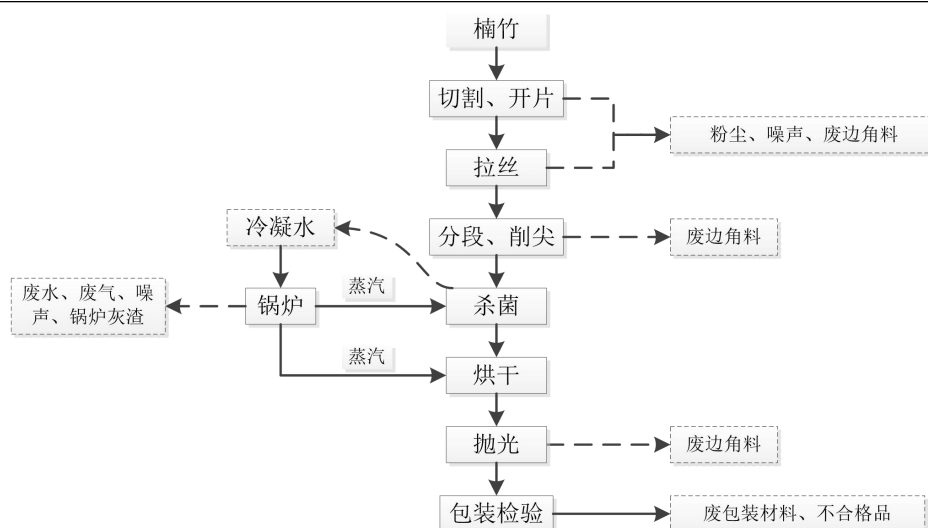 楠竹
切割、开片
粉尘、噪声、废边角料
拉丝
冷凝水
分段、削尖
废边角料
废水、废气、噪
声、锅炉灰渣
锅炉
蒸汽
杀菌
蒸汽
烘干
抛光
废边角料
包装检验
废包装材料、不合格品